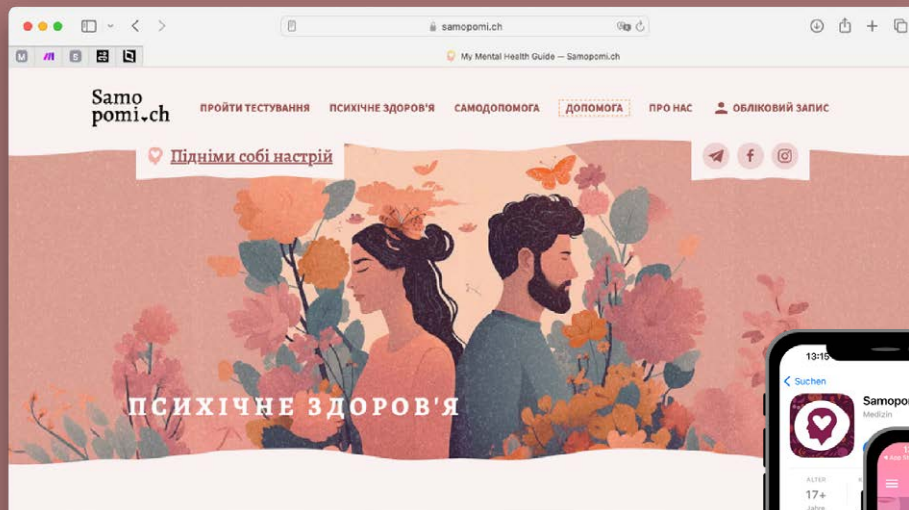 samopomi.ch
My Mental Health Guide — Samopomi.ch
Samo
pomi.ch
ПРОЙТИ ТЕСТУВАННЯ ПСИХІЧНЕ ЗДОРОВ'Я САМОДОПОМОГА ДОПОМОГА ПРО НАС ОБЛІКОВИЙ ЗАПИС
Підніми собі настрій
ПСИХІЧНЕ ЗДОРОВ'Я
13:15
Suchen
Samopo
Medizin
ALTER
17+
Jahre